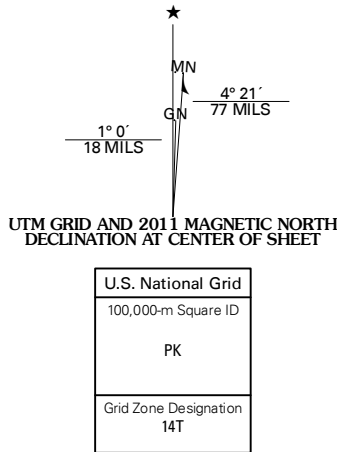 ★
MN
GN
4° 21´
77 MILS
1° 0´
18 MILS
UTM GRID AND 2011 MAGNETIC NORTH
DECLINATION AT CENTER OF SHEET
U.S. National Grid
100,000-m Square ID
PK
Grid Zone Designation
14T